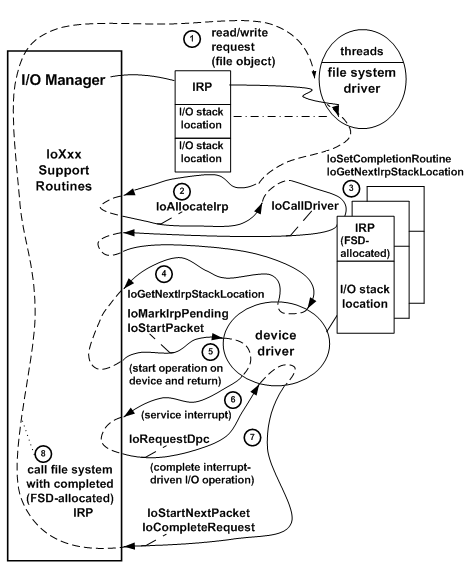 1
read/write
request
(file object)
threads
file system
driver
I/O Manager
IRP
I/O stack
location
I/O stack
location
IoXxx
Support
Routines
IoSetCompletionRoutine
IoGetNextIrpStackLocation
2
3
IoAllocateIrp
IoCallDriver
IRP
(FSD-
allocated)
I/O stack
location
4
IoGetNextIrpStackLocation
IoMarkIrpPending
IoStartPacket
device
driver
5
(start operation on
device and return)
6
(service interrupt)
7
IoRequestDpc
8
(complete interrupt-
driven I/O operation)
call file system
with completed
(FSD-allocated)
IRP
IoStartNextPacket
IoCompleteRequest